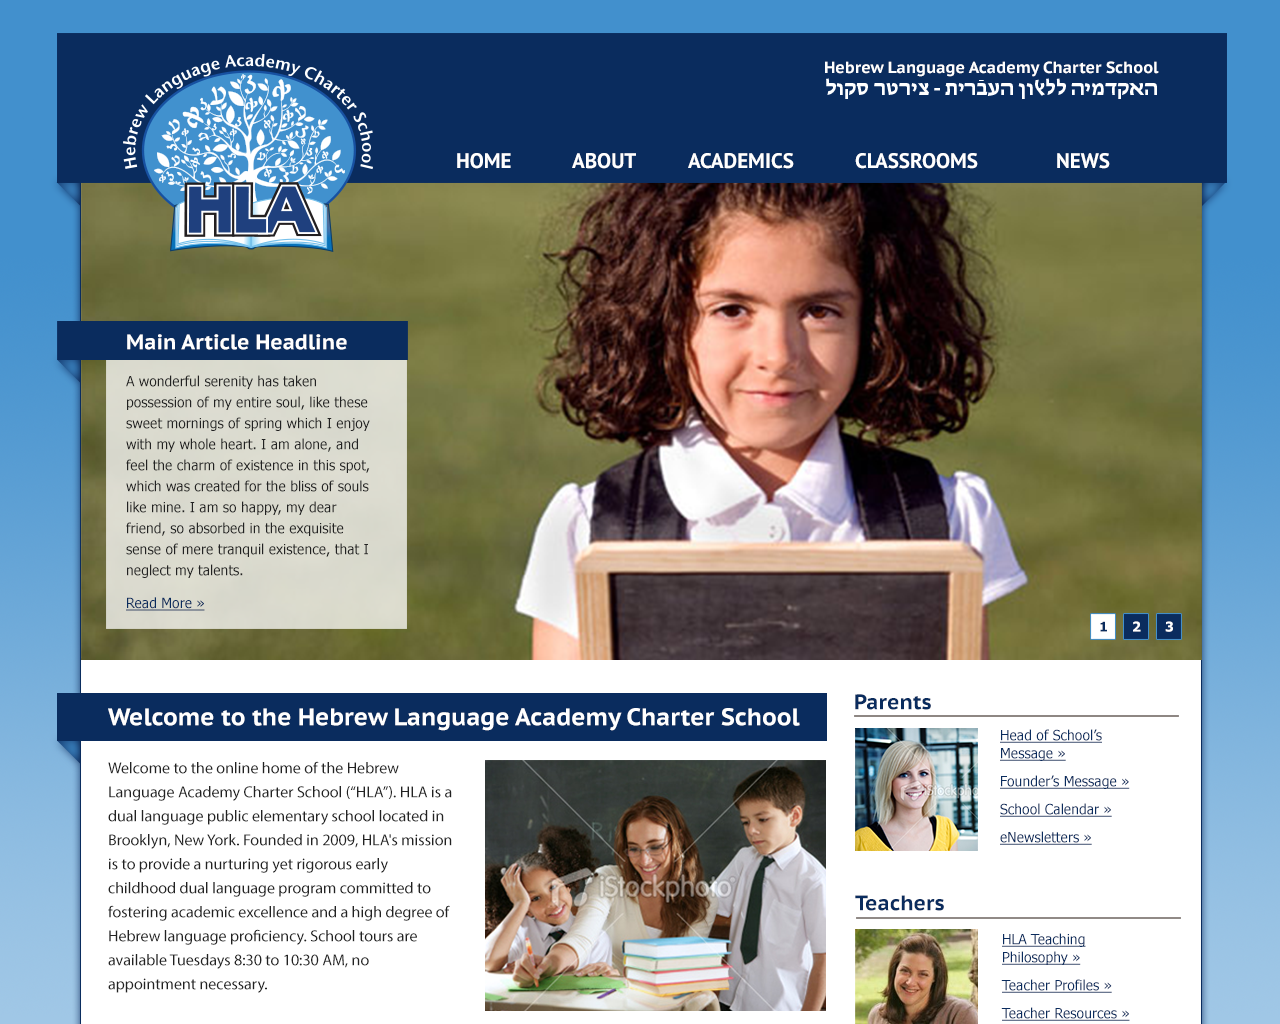 Hebrew Language Academy Charter School
HLA
Hebrew Language Academy Charter School
האקדמיה ללשון העברית - צירטר סקול
HOME ABOUT ACADEMICS CLASSROOMS NEWS
Main Article Headline
A wonderful serenity has taken
possession of my entire soul, like these
sweet mornings of spring which I enjoy
with my whole heart. I am alone, and
feel the charm of existence in this spot,
which was created for the bliss of souls
like mine. I am so happy, my dear
friend, so absorbed in the exquisite
sense of mere tranquil existence, that I
neglect my talents.
Read More »
1 2 3
Welcome to the Hebrew Language Academy Charter School
Welcome to the online home of the Hebrew
Language Academy Charter School (“HLA”). HLA is a
dual language public elementary school located in
Brooklyn, New York. Founded in 2009, HLA's mission
is to provide a nurturing yet rigorous early
childhood dual language program committed to
fostering academic excellence and a high degree of
Hebrew language proficiency. School tours are
available Tuesdays 8:30 to 10:30 AM, no
appointment necessary.
iStockphoto
Parents
Head of School’s
Message »
Founder’s Message »
School Calendar »
eNewsletters »
Teachers
HLA Teaching
Philosophy »
Teacher Profiles »
Teacher Resources »